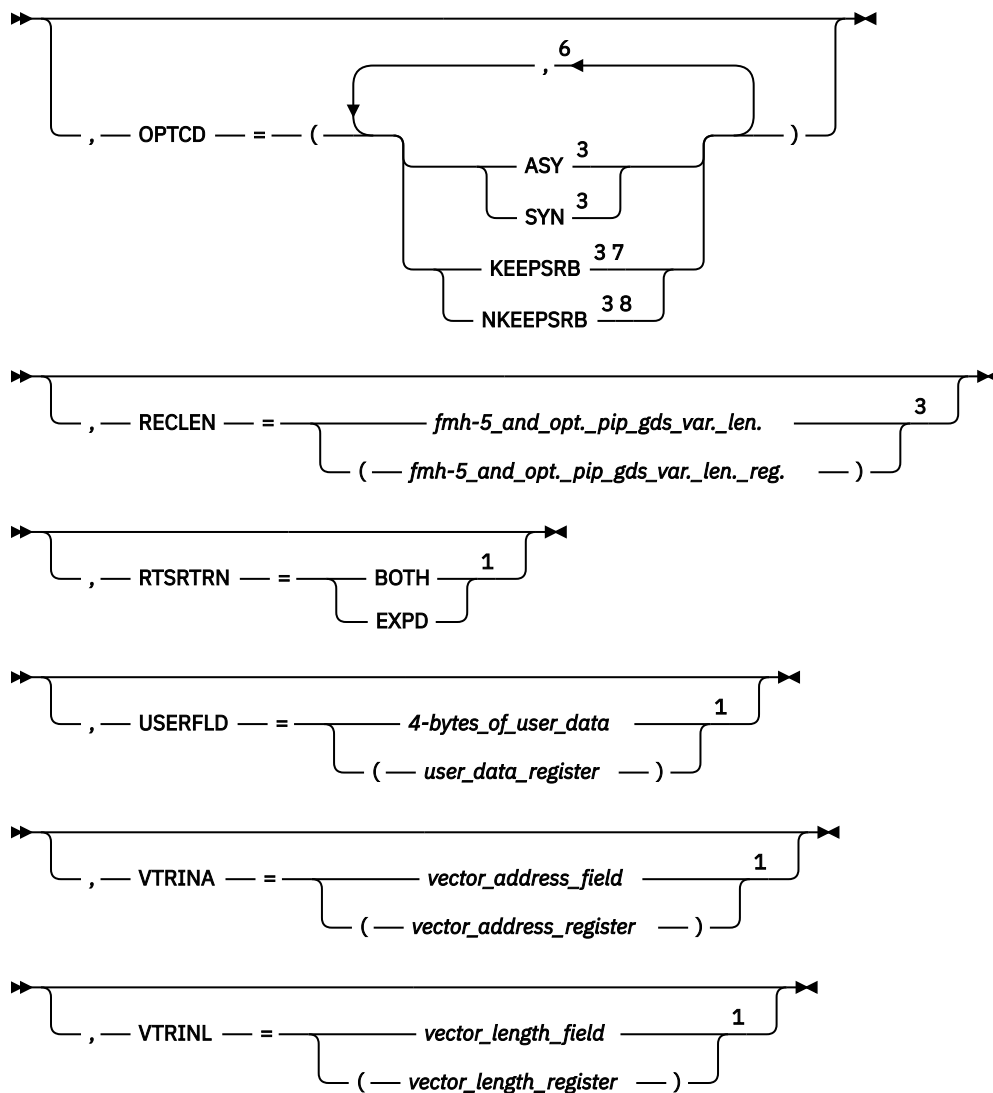 , 6
, OPTCD = ( )
ASY 3
SYN 3
KEEPSRB 3 7
NKEEPSRB 3 8
, RECLEN = fmh-5_and_opt._pip_gds_var._len. 3
( fmh-5_and_opt._pip_gds_var._len._reg. )
, RTSRTRN = BOTH 1
EXPD
, USERFLD = 4-bytes_of_user_data 1
( user_data_register )
, VTRINA = vector_address_field 1
( vector_address_register )
, VTRINL = vector_length_field 1
( vector_length_register )